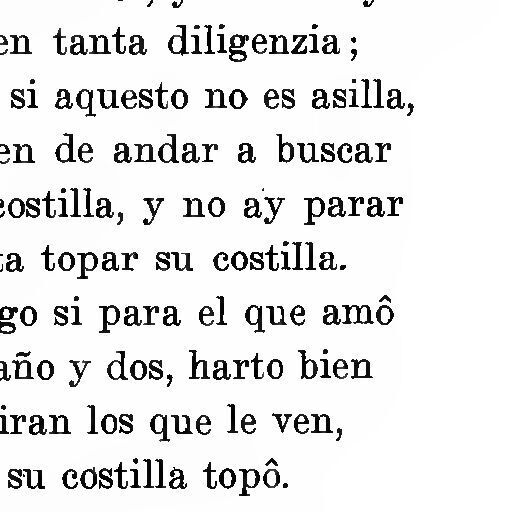 en tanta diligenzia;
si aquesto no es asilla,
en de andar a buscar
costilla, y no ay parar
ta topar su costilla.
go si para el que amô
año y dos, harto bien
iran los que le ven,
su costilla topô.